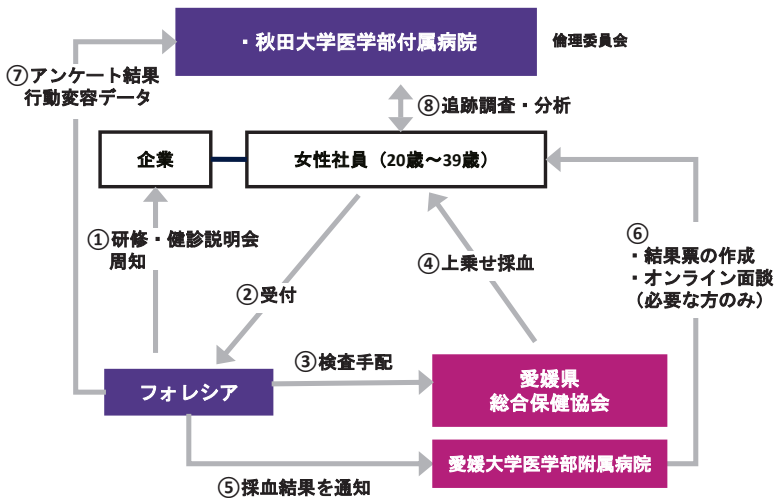 ・秋田大学医学部付属病院
倫理委員会
⑦アンケート結果
行動変容データ
⑧追跡調査・分析
企業
女性社員（20歳～39歳）
①研修・健診説明会
周知
②受付
④上乗せ採血
⑥
・結果票の作成
・オンライン面談
（必要な方のみ）
③検査手配
フォレシア
愛媛県
総合保健協会
愛媛大学医学部附属病院
⑤採血結果を通知